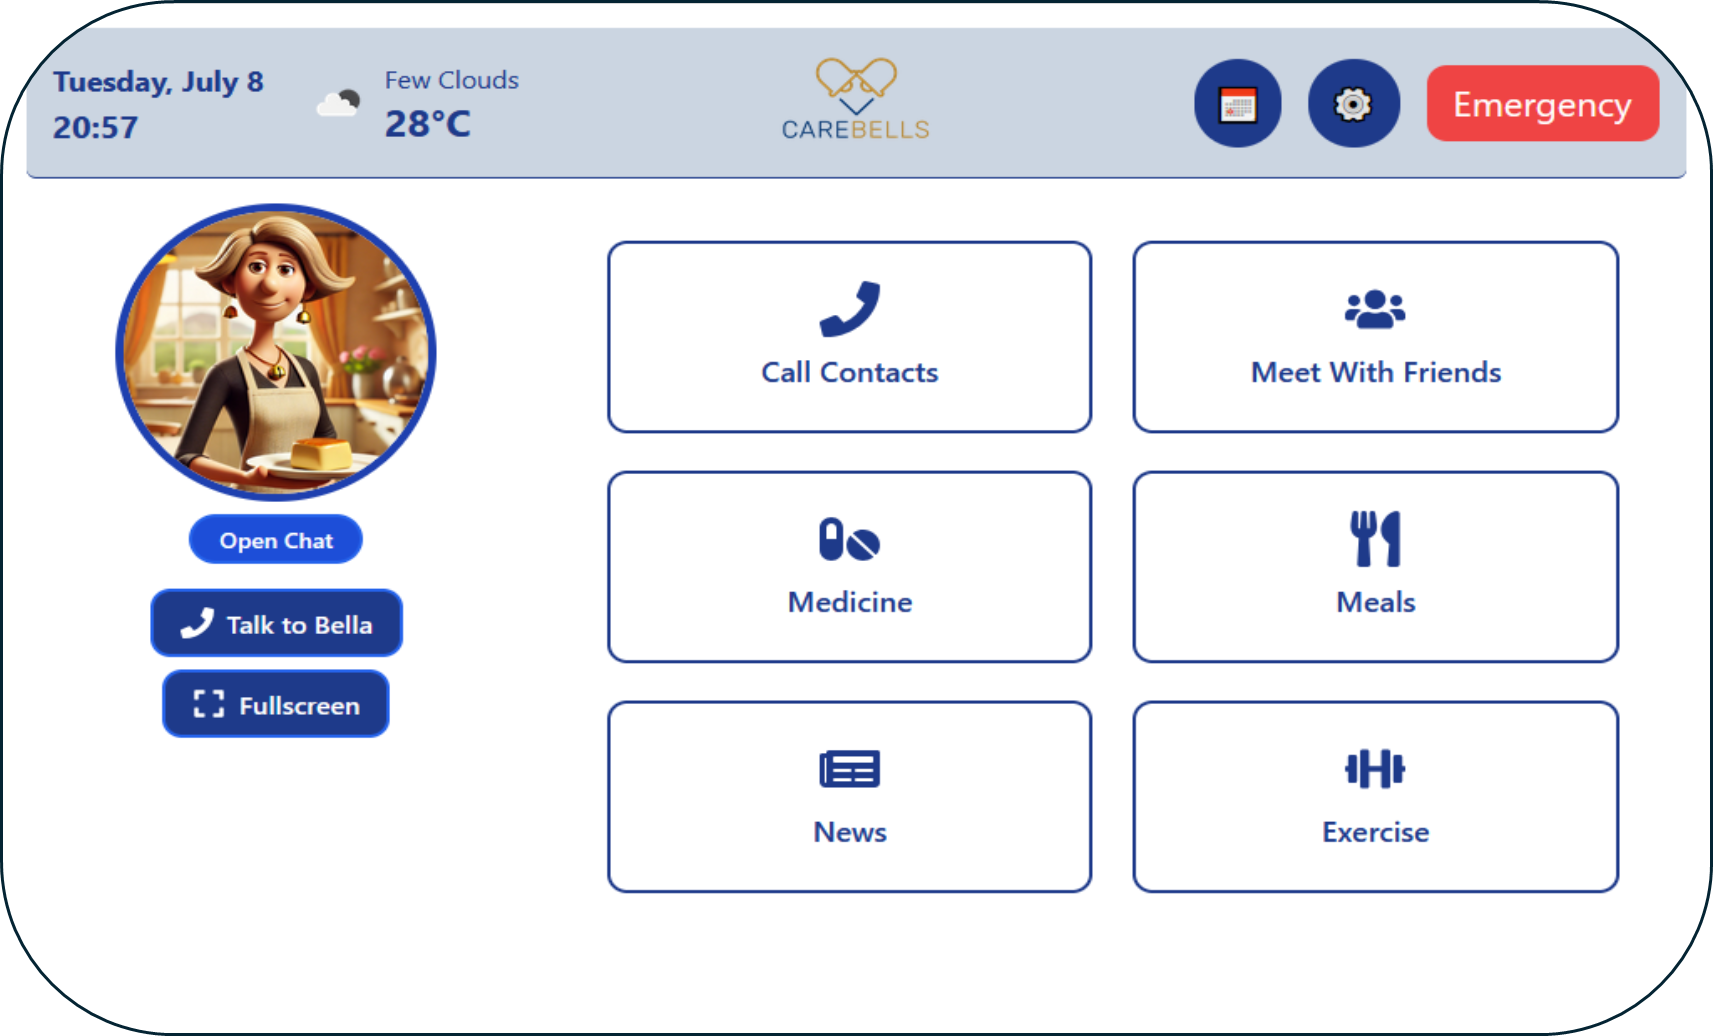 Tuesday, July 8
20:57
Few Clouds
28°C
CAREBELLS
Emergency
Open Chat
Talk to Bella
Fullscreen
Call Contacts
Meet With Friends
Medicine
Meals
News
Exercise